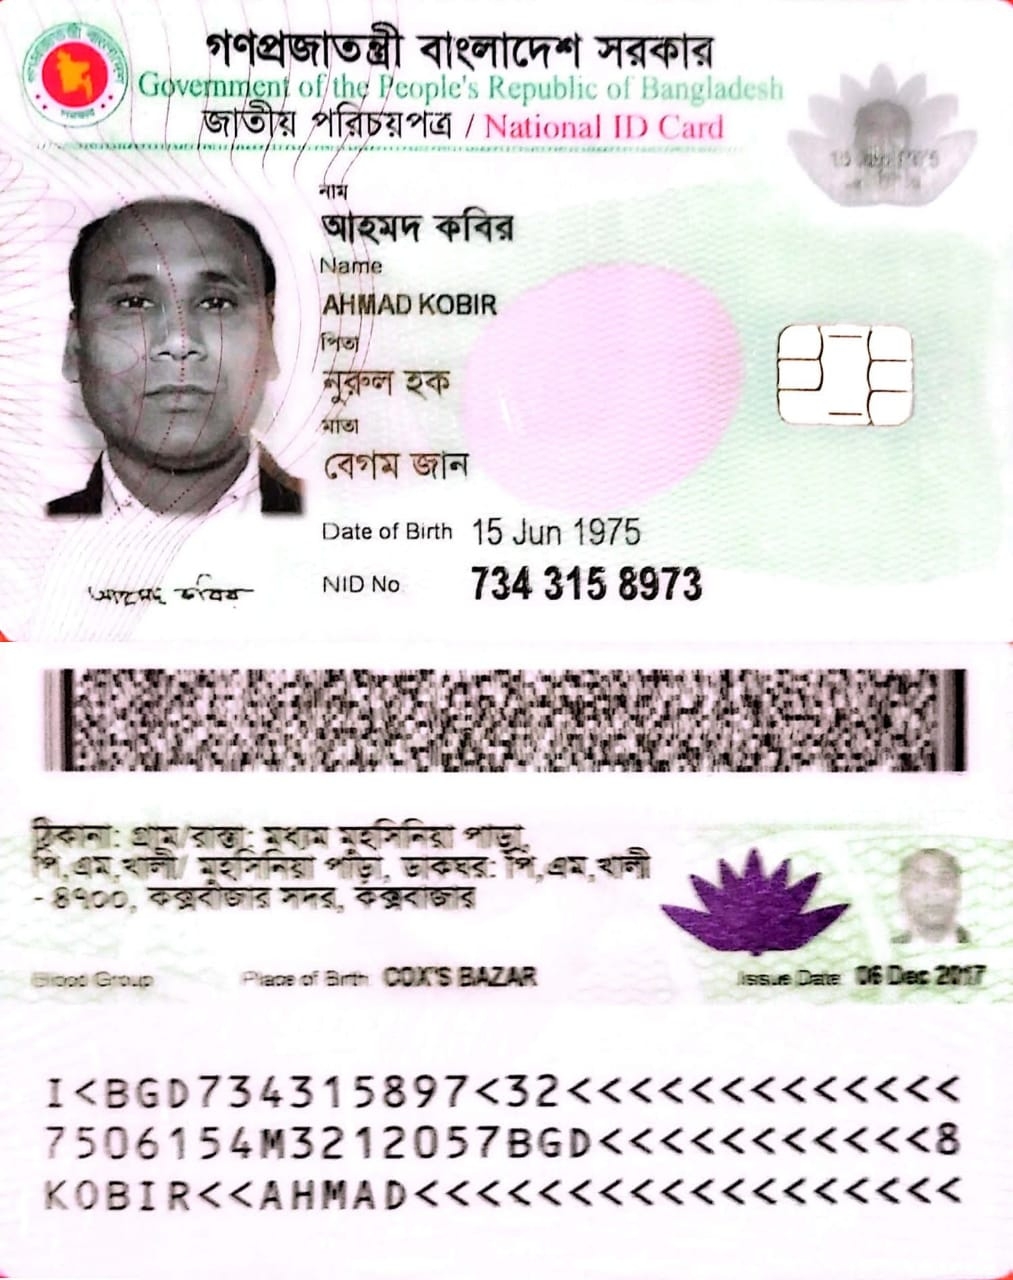 গণপ্রজাতন্ত্রী বাংলাদেশ সরকার
Government of the People's Republic of Bangladesh
জাতীয় পরিচয়পত্র / National ID Card
নাম
আহমদ কবির
Name
AHMAD KOBIR
পিতা
নুরুল হক
মাতা
বেগম জান
Date of Birth 15 Jun 1975
NID No. 734 315 8973
আহমদ কবির
ঠিকানা: গ্রাম/রাস্তা: মধ্যম মুহসিনিয়া পাড়া,
পি,এম,খালী/ মুহসিনিয়া পাড়া, ডাকঘর: পি,এম,খালী
- ৪৭০০, কক্সবাজার সদর, কক্সবাজার
Blood Group Place of Birth: COX'S BAZAR Issue Date: 06 Dec 2017
I<BGD734315897<32<<<<<<<<<<<<<
7506154M3212057BGD<<<<<<<<<<<8
KOBIR<<AHMAD<<<<<<<<<<<<<<<<<<